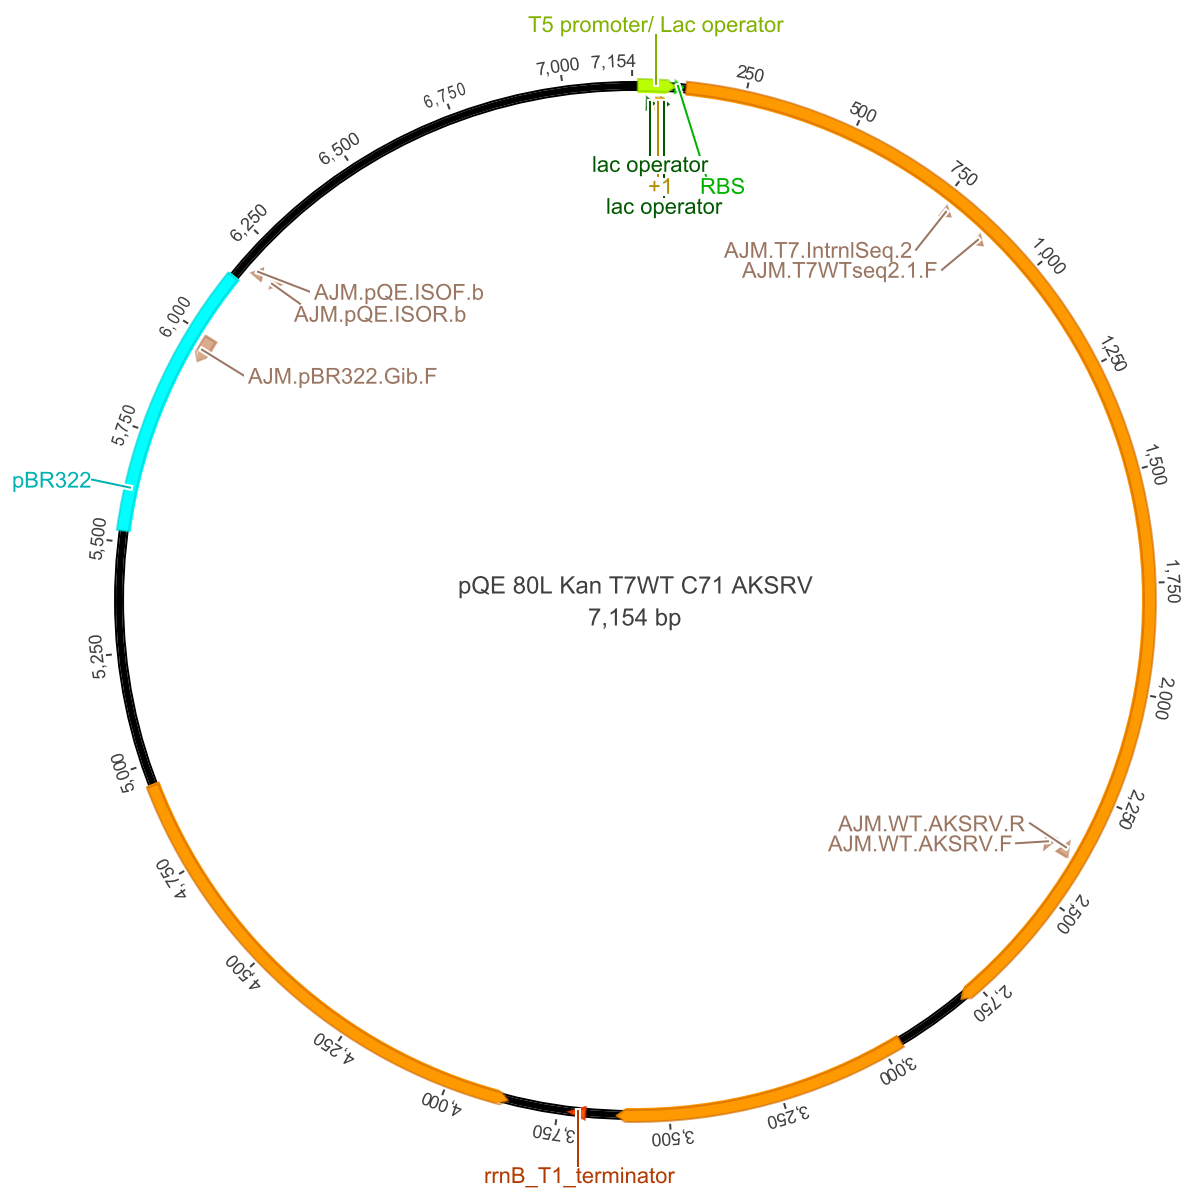 T5 promoter/ Lac operator
7,154
250
500
750
1,000
1,250
1,500
1,750
2,000
2,250
2,500
2,750
3,000
3,250
3,500
3,750
4,000
4,250
4,500
4,750
5,000
5,250
5,500
5,750
6,000
6,250
6,500
6,750
7,000
lac operator
+1
RBS
lac operator
AJM.T7.IntrnlSeq.2
AJM.T7WTseq2.1.F
AJM.pQE.ISOF.b
AJM.pQE.ISOR.b
AJM.pBR322.Gib.F
pBR322
pQE 80L Kan T7WT C71 AKSRV
7,154 bp
AJM.WT.AKSRV.R
AJM.WT.AKSRV.F
rrnB_T1_terminator